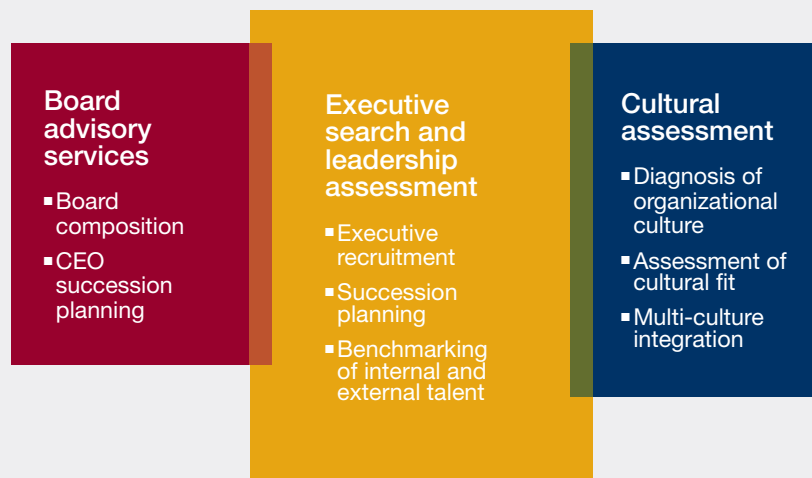 Board
advisory
services
▪Board
composition
▪CEO
succession
planning
Executive
search and
leadership
assessment
▪Executive
recruitment
▪Succession
planning
▪Benchmarking
of internal and
external talent
Cultural
assessment
▪Diagnosis of
organizational
culture
▪Assessment of
cultural fit
▪Multi-culture
integration